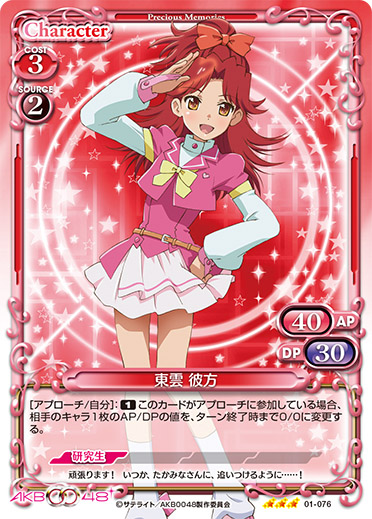 Precious Memories
Character
COST
3
SOURCE
2
40 AP
DP 30
東雲 彼方
[アプローチ/自分]：1 このカードがアプローチに参加している場合、
相手のキャラ1枚のAP/DPの値を、ターン終了時まで0/0に変更す
る。
研究生
頑張ります！ いつか、たかみなさんに、追いつけるように……！
AKB0048
©サテライト／AKB0048製作委員会
01-076